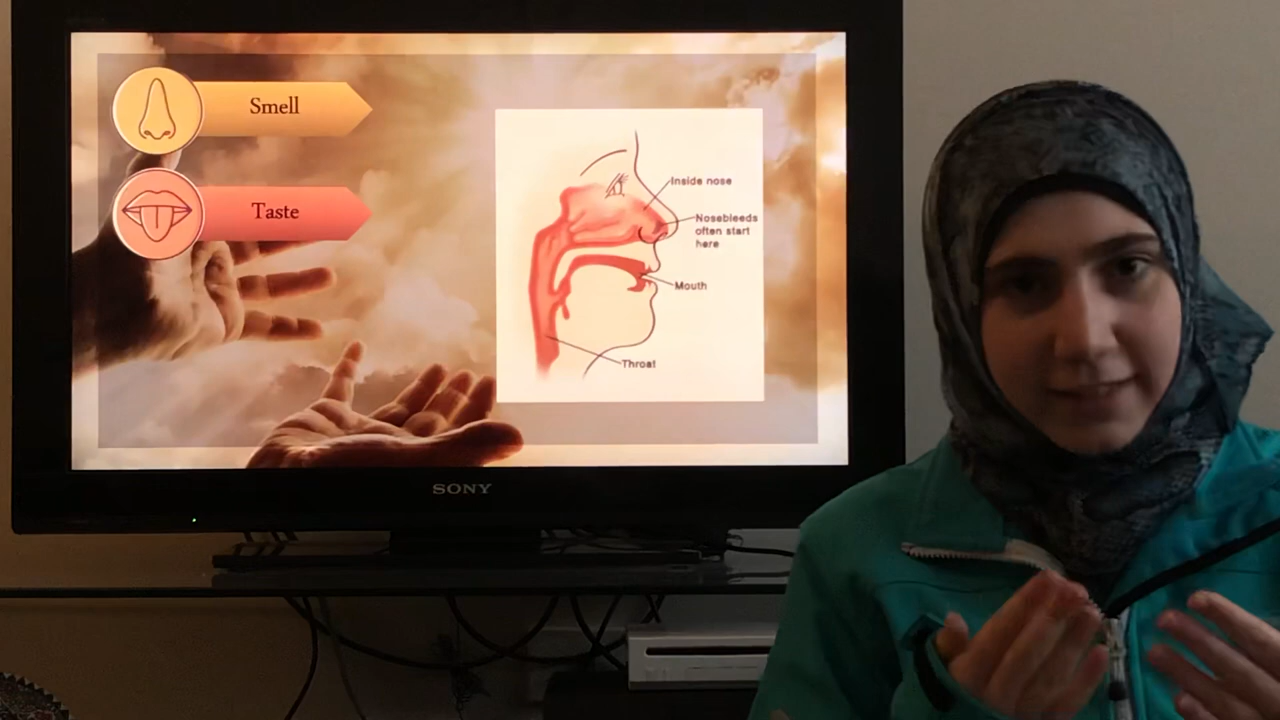 Smell
Taste
Inside nose
Nosebleeds
often start
here
Mouth
Throat
SONY